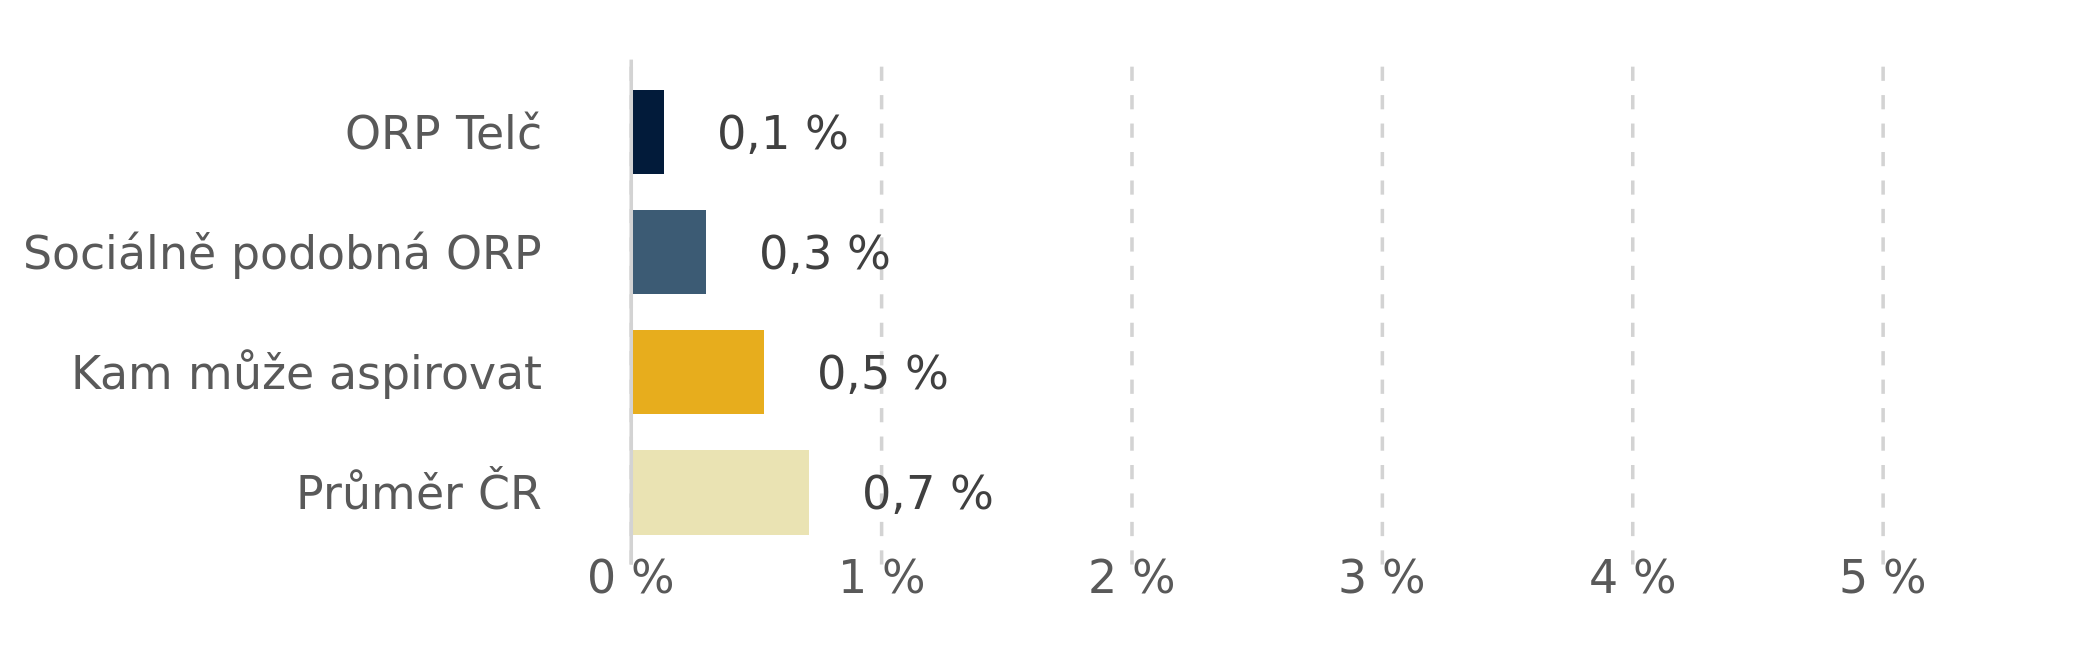 ORP Telč 0,1 %
Sociálně podobná ORP 0,3 %
Kam může aspirovat 0,5 %
Průměr ČR 0,7 %
0 % 1 % 2 % 3 % 4 % 5 %